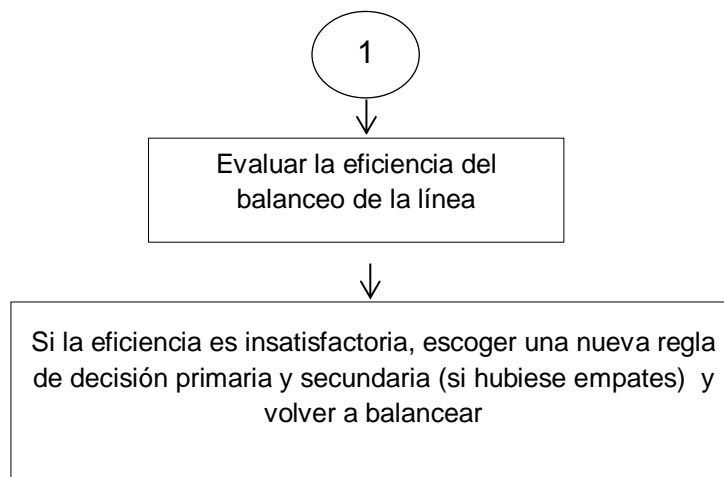 1
Evaluar la eficiencia del
balanceo de la línea
Si la eficiencia es insatisfactoria, escoger una nueva regla
de decisión primaria y secundaria (si hubiese empates) y
volver a balancear